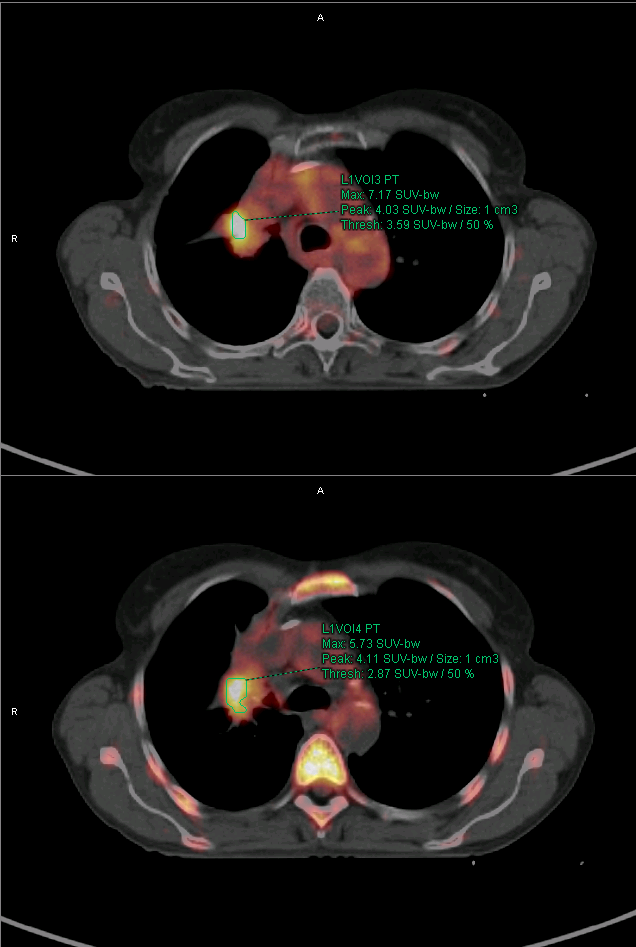 A
L1VOI3 PT
Max: 7.17 SUV-bw
Peak: 4.03 SUV-bw / Size: 1 cm3
Thresh: 3.59 SUV-bw / 50 %
R
A
L1VOI4 PT
Max: 5.73 SUV-bw
Peak: 4.11 SUV-bw / Size: 1 cm3
Thresh: 2.87 SUV-bw / 50 %
R